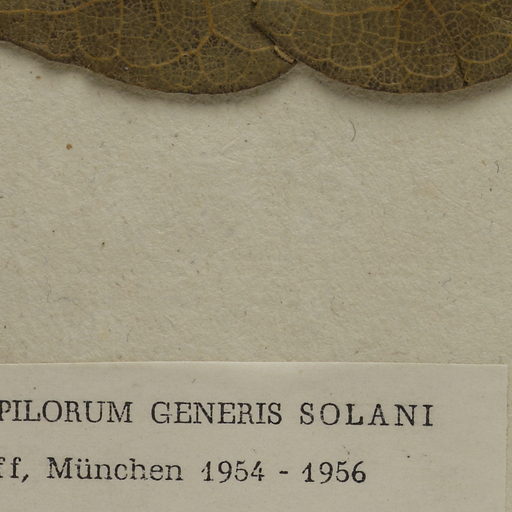 PILORUM GENERIS SOLANI
ff, München 1954 - 1956